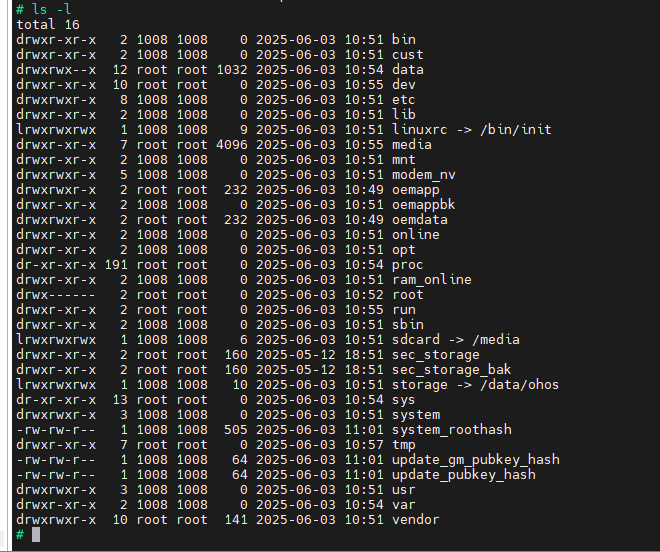 # ls -l
total 16
drwxr-xr-x   2 1008 1008    0 2025-06-03 10:51 bin
drwxr-xr-x   2 1008 1008    0 2025-06-03 10:51 cust
drwxrwx--x  12 root root 1032 2025-06-03 10:54 data
drwxr-xr-x  10 root root    0 2025-06-03 10:55 dev
drwxrwxr-x   8 1008 1008    0 2025-06-03 10:51 etc
drwxr-xr-x   2 1008 1008    0 2025-06-03 10:51 lib
lrwxrwxrwx   1 1008 1008    9 2025-06-03 10:51 linuxrc -> /bin/init
drwxr-xr-x   7 root root 4096 2025-06-03 10:55 media
drwxr-xr-x   2 1008 1008    0 2025-06-03 10:51 mnt
drwxr-xr-x   5 1008 1008    0 2025-06-03 10:51 modem_nv
drwxrwxr-x   2 root root  232 2025-06-03 10:49 oemapp
drwxrwxr-x   2 1008 1008    0 2025-06-03 10:51 oemappbk
drwxrwxr-x   2 root root  232 2025-06-03 10:49 oemdata
drwxr-xr-x   2 1008 1008    0 2025-06-03 10:51 online
drwxr-xr-x   2 1008 1008    0 2025-06-03 10:51 opt
dr-xr-xr-x 191 root root    0 2025-06-03 10:54 proc
drwxr-xr-x   2 1008 1008    0 2025-06-03 10:51 ram_online
drwx------   2 root root    0 2025-06-03 10:52 root
drwxr-xr-x   2 root root    0 2025-06-03 10:55 run
drwxr-xr-x   2 1008 1008    0 2025-06-03 10:51 sbin
lrwxrwxrwx   1 1008 1008    6 2025-06-03 10:51 sdcard -> /media
drwxr-xr-x   2 root root  160 2025-05-12 18:51 sec_storage
drwxr-xr-x   2 root root  160 2025-05-12 18:51 sec_storage_bak
lrwxrwxrwx   1 1008 1008   10 2025-06-03 10:51 storage -> /data/ohos
dr-xr-xr-x  13 root root    0 2025-06-03 10:54 sys
drwxrwxr-x   3 1008 1008    0 2025-06-03 10:51 system
-rw-rw-r--   1 1008 1008  505 2025-06-03 11:01 system_roothash
drwxr-xr-x   7 root root    0 2025-06-03 10:57 tmp
-rw-rw-r--   1 1008 1008   64 2025-06-03 11:01 update_gm_pubkey_hash
-rw-rw-r--   1 1008 1008   64 2025-06-03 11:01 update_pubkey_hash
drwxrwxr-x   3 1008 1008    0 2025-06-03 10:51 usr
drwxr-xr-x   2 root root    0 2025-06-03 10:54 var
drwxrwxr-x  10 root root  141 2025-06-03 10:51 vendor
#